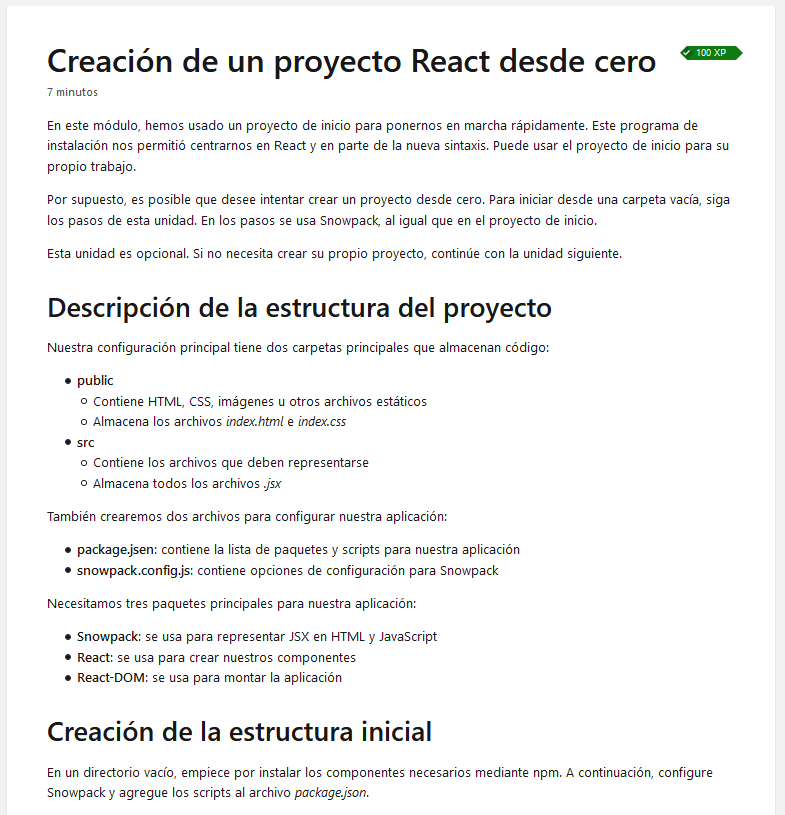 Creación de un proyecto React desde cero
100 XP
7 minutos
En este módulo, hemos usado un proyecto de inicio para ponernos en marcha rápidamente. Este programa de
instalación nos permitió centrarnos en React y en parte de la nueva sintaxis. Puede usar el proyecto de inicio para su
propio trabajo.
Por supuesto, es posible que desee intentar crear un proyecto desde cero. Para iniciar desde una carpeta vacía, siga
los pasos de esta unidad. En los pasos se usa Snowpack, al igual que en el proyecto de inicio.
Esta unidad es opcional. Si no necesita crear su propio proyecto, continúe con la unidad siguiente.
Descripción de la estructura del proyecto
Nuestra configuración principal tiene dos carpetas principales que almacenan código:
public
Contiene HTML, CSS, imágenes u otros archivos estáticos
Almacena los archivos index.html e index.css
src
Contiene los archivos que deben representarse
Almacena todos los archivos .jsx
También crearemos dos archivos para configurar nuestra aplicación:
package.jsen: contiene la lista de paquetes y scripts para nuestra aplicación
snowpack.config.js: contiene opciones de configuración para Snowpack
Necesitamos tres paquetes principales para nuestra aplicación:
Snowpack: se usa para representar JSX en HTML y JavaScript
React: se usa para crear nuestros componentes
React-DOM: se usa para montar la aplicación
Creación de la estructura inicial
En un directorio vacío, empiece por instalar los componentes necesarios mediante npm. A continuación, configure
Snowpack y agregue los scripts al archivo package.json.